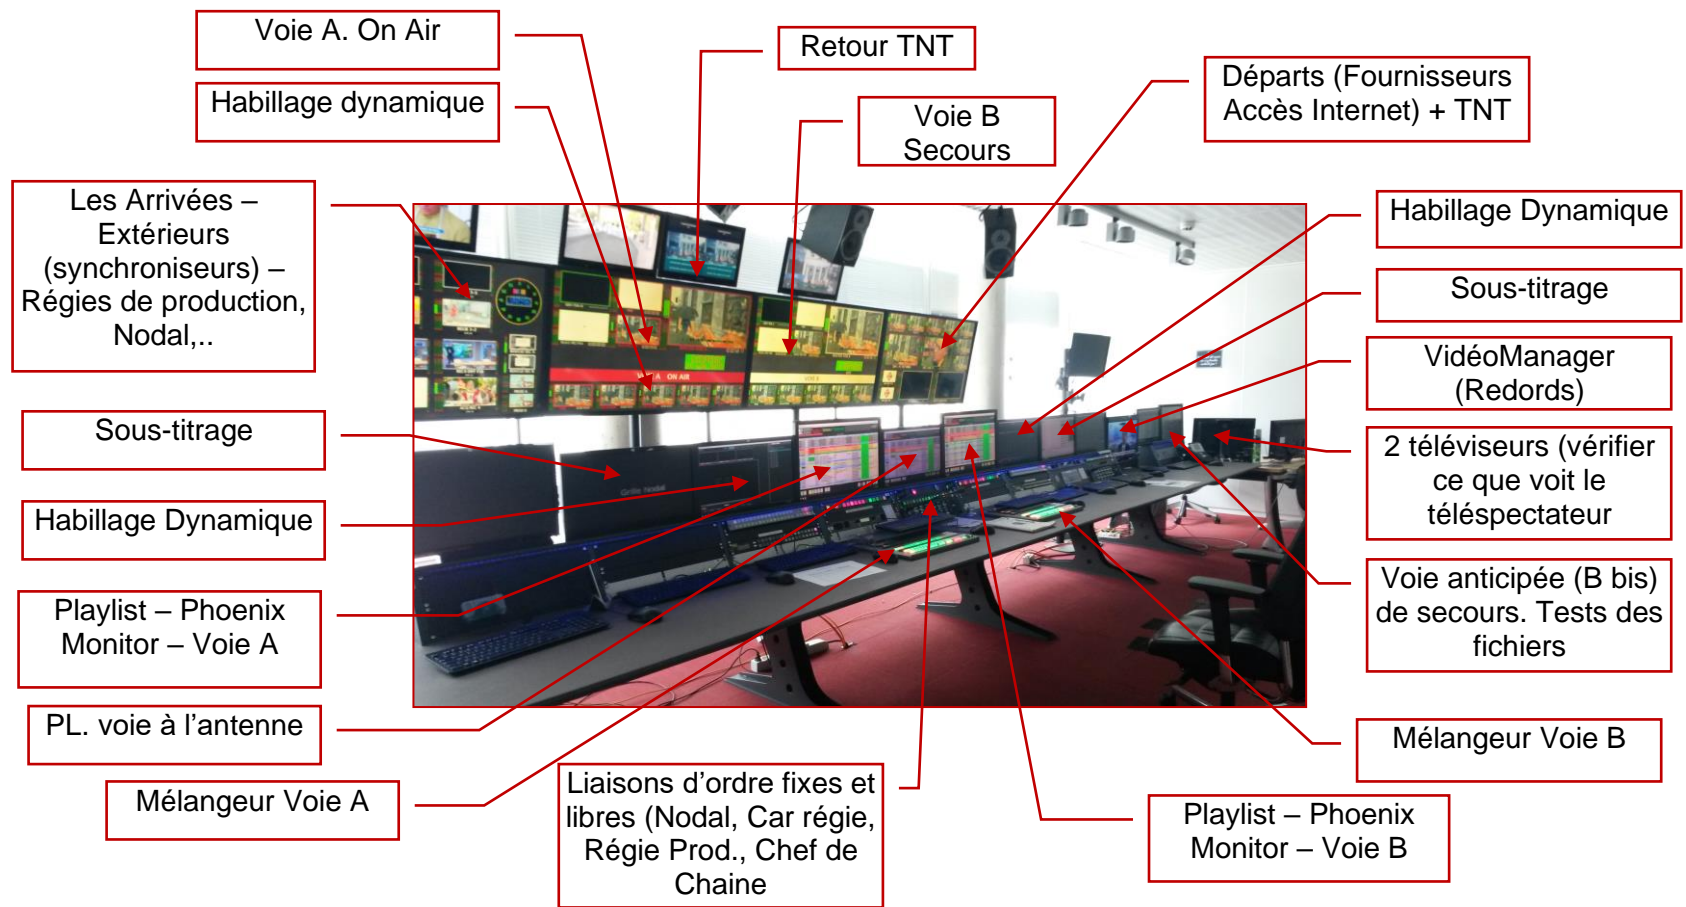 Voie A. On Air
Retour TNT
Départs (Fournisseurs
Accès Internet) + TNT
Habillage dynamique
Voie B
Secours
Les Arrivées –
Extérieurs
(synchroniseurs) –
Régies de production,
Nodal,..
Habillage Dynamique
Sous-titrage
VidéoManager
(Redords)
Sous-titrage
2 téléviseurs (vérifier
ce que voit le
téléspectateur
Habillage Dynamique
Voie anticipée (B bis)
de secours. Tests des
fichiers
Playlist – Phoenix
Monitor – Voie A
PL. voie à l’antenne
Mélangeur Voie B
Mélangeur Voie A
Liaisons d’ordre fixes et
libres (Nodal, Car régie,
Régie Prod., Chef de
Chaine
Playlist – Phoenix
Monitor – Voie B
A ON AIR
Grille Nodal